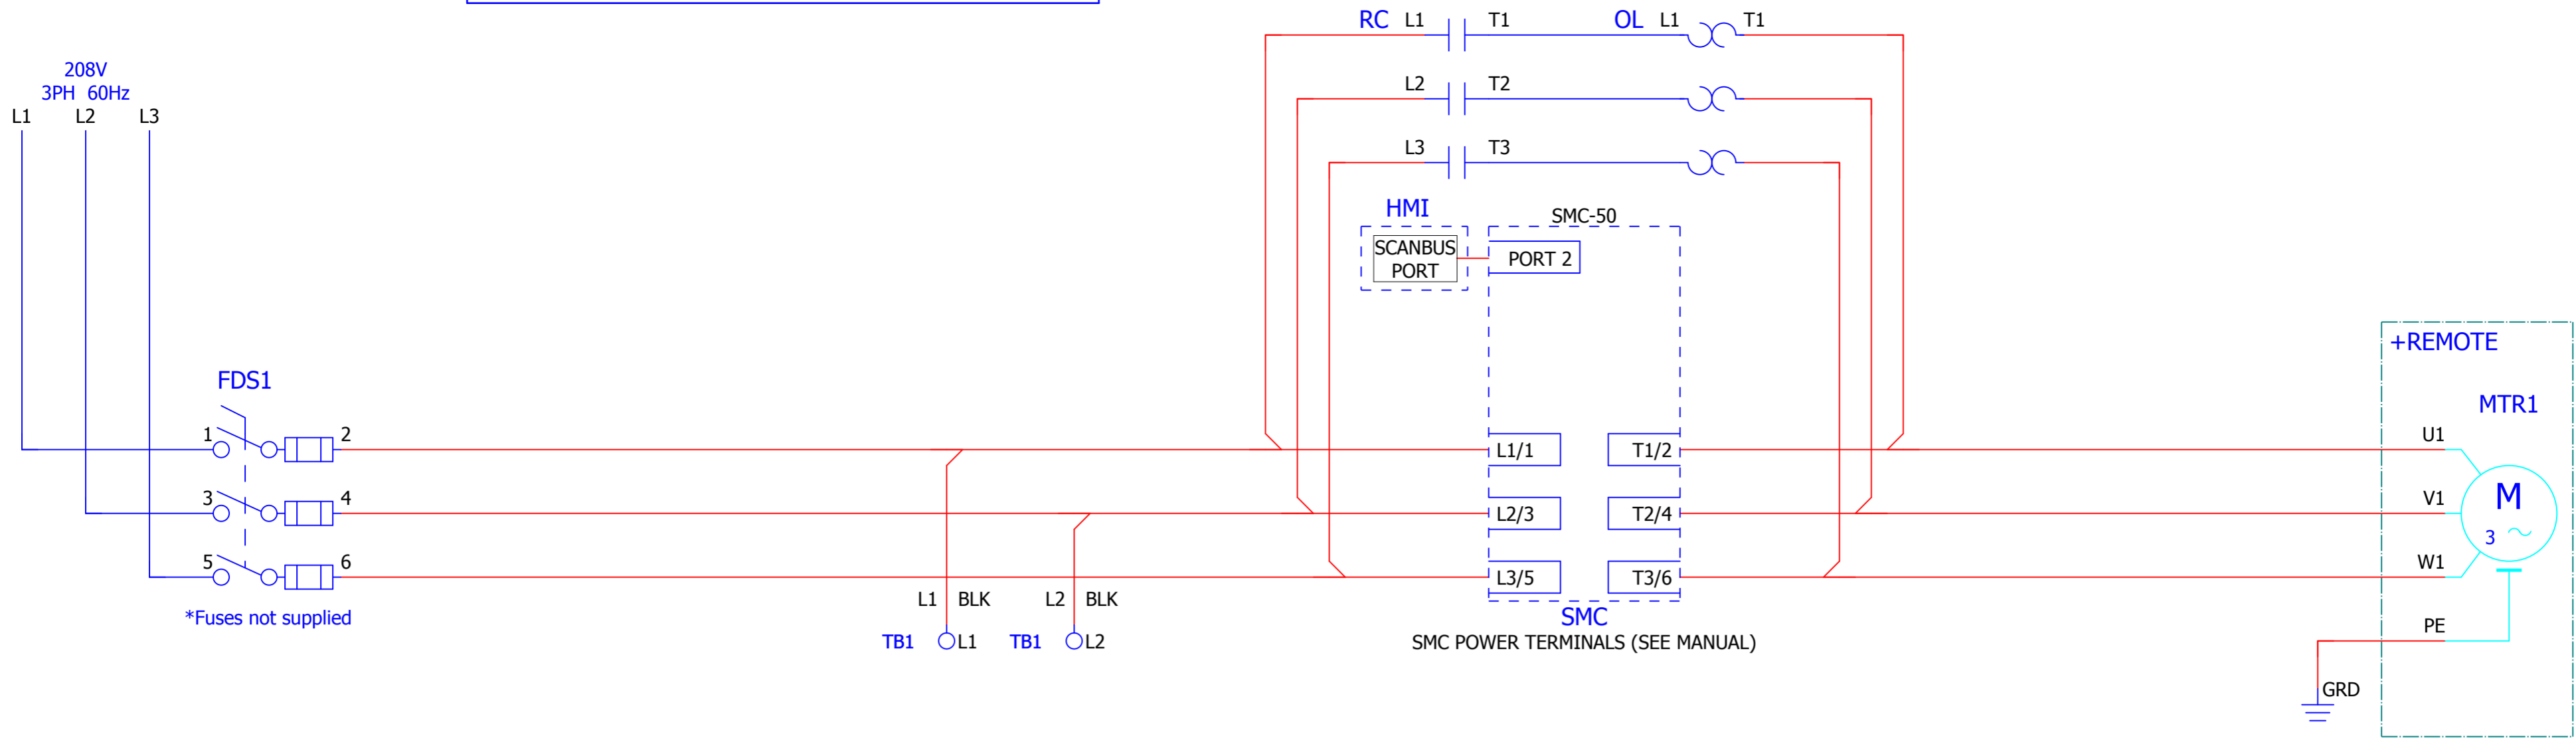 RC L1 T1 OL L1 T1
208V
3PH 60Hz
L1 L2 L3
L2 T2
L3 T3
HMI
SCANBUS
PORT
SMC-50
PORT 2
+REMOTE
FDS1
MTR1
1 2
L1/1 T1/2
U1
3 4
L2/3 T2/4
V1
M
3
5 6
L3/5 T3/6
W1
*Fuses not supplied
L1 BLK L2 BLK
SMC
PE
TB1 L1 TB1 L2
SMC POWER TERMINALS (SEE MANUAL)
GRD